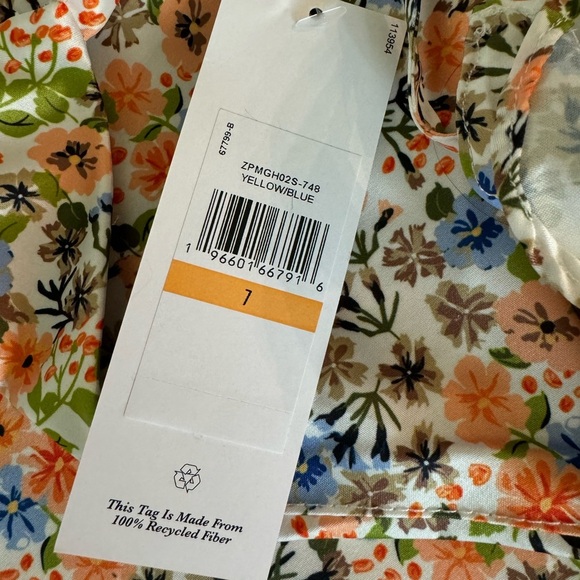 113954
67799-B
ZPMGH02S-748
YELLOW/BLUE
1 96601 66791 6
7
This Tag Is Made From
100% Recycled Fiber